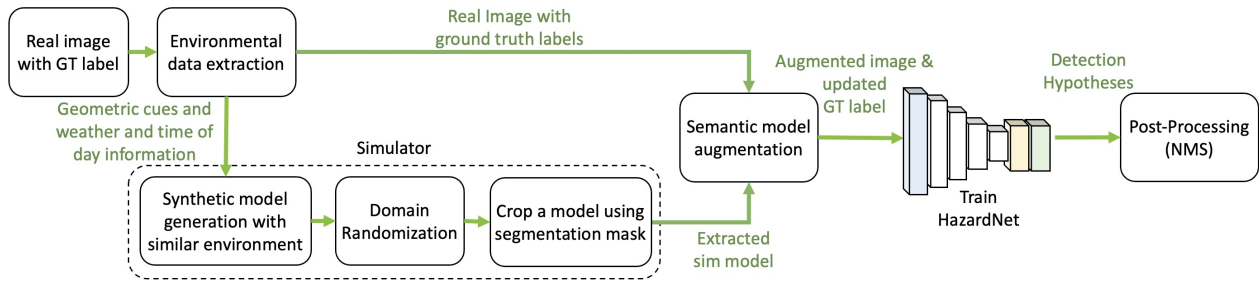 Real image
with GT label
Environmental
data extraction
Real Image with
ground truth labels
Geometric cues and
weather and time of
day information
Simulator
Synthetic model
generation with
similar environment
Domain
Randomization
Crop a model using
segmentation mask
Extracted
sim model
Semantic model
augmentation
Augmented image &
updated
GT label
Train
HazardNet
Detection
Hypotheses
Post-Processing
(NMS)